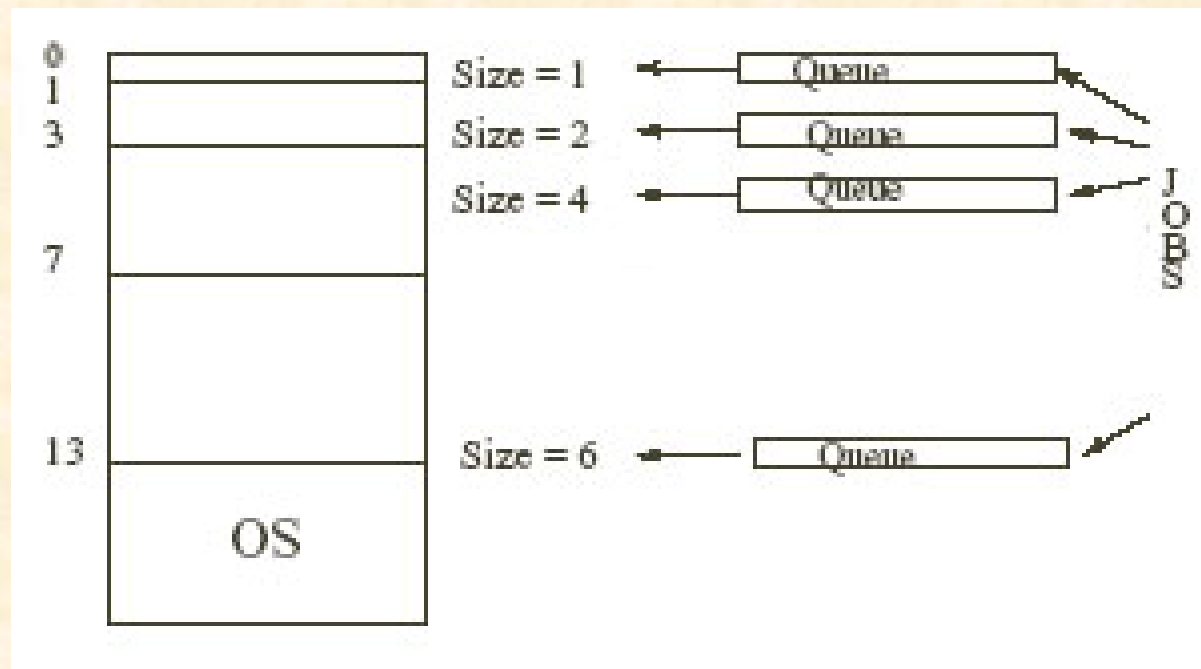 0
1
3
7
13
OS
Size = 1
Size = 2
Size = 4
Size = 6
Queue
Queue
Queue
Queue
JOBS